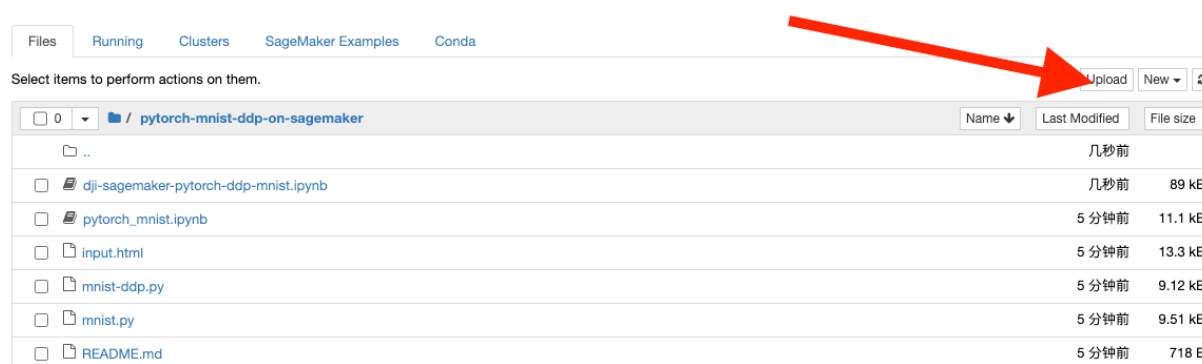 Files Running Clusters SageMaker Examples Conda
Select items to perform actions on them.
Upload New
0 / pytorch-mnist-ddp-on-sagemaker Name Last Modified File size
..
几秒前
dji-sagemaker-pytorch-ddp-mnist.ipynb 几秒前 89 kB
pytorch_mnist.ipynb 5 分钟前 11.1 kB
input.html 5 分钟前 13.3 kB
mnist-ddp.py 5 分钟前 9.12 kB
mnist.py 5 分钟前 9.51 kB
README.md 5 分钟前 718 B